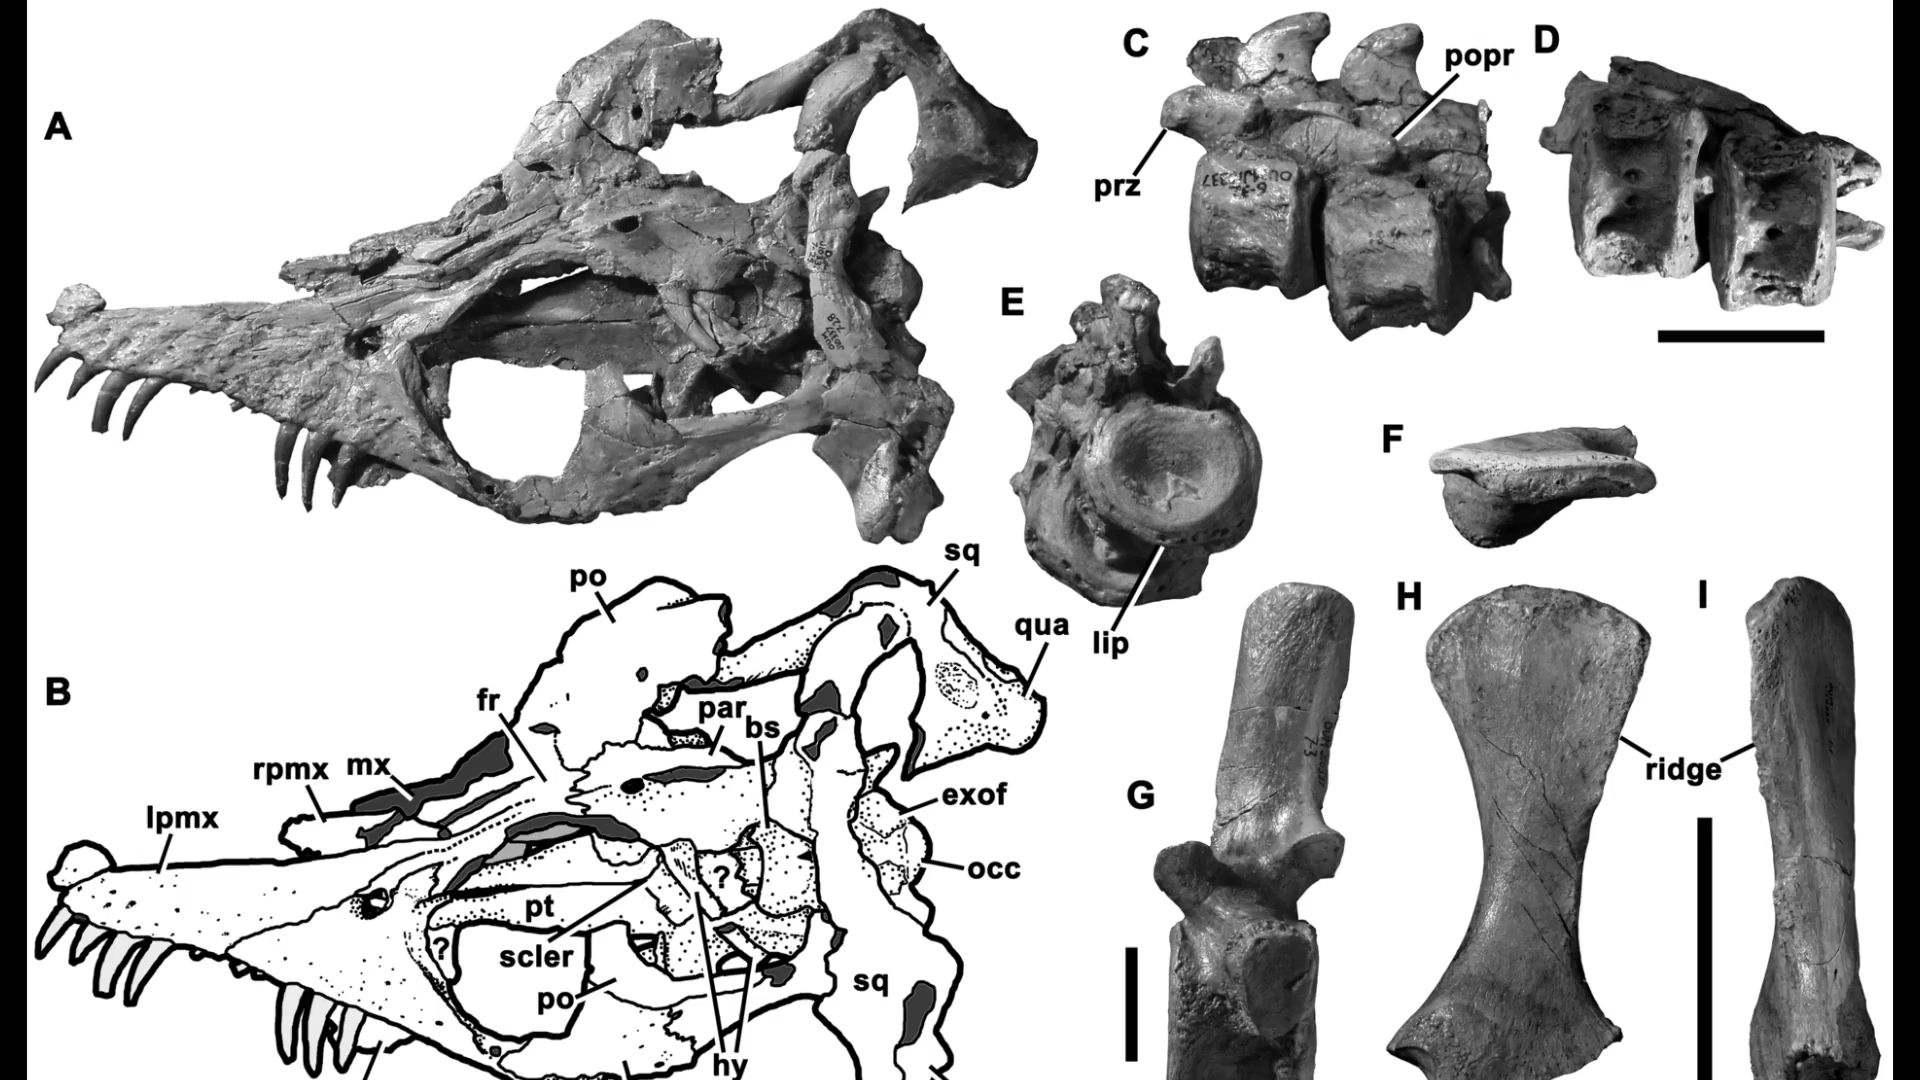 A
C
popr
D
prz
E
lip
F
B
po
sq
qua
fr
par
bs
rpmx
mx
lpmx
exof
occ
?
pt
?
scler
po
sq
hy
G
H
I
ridge